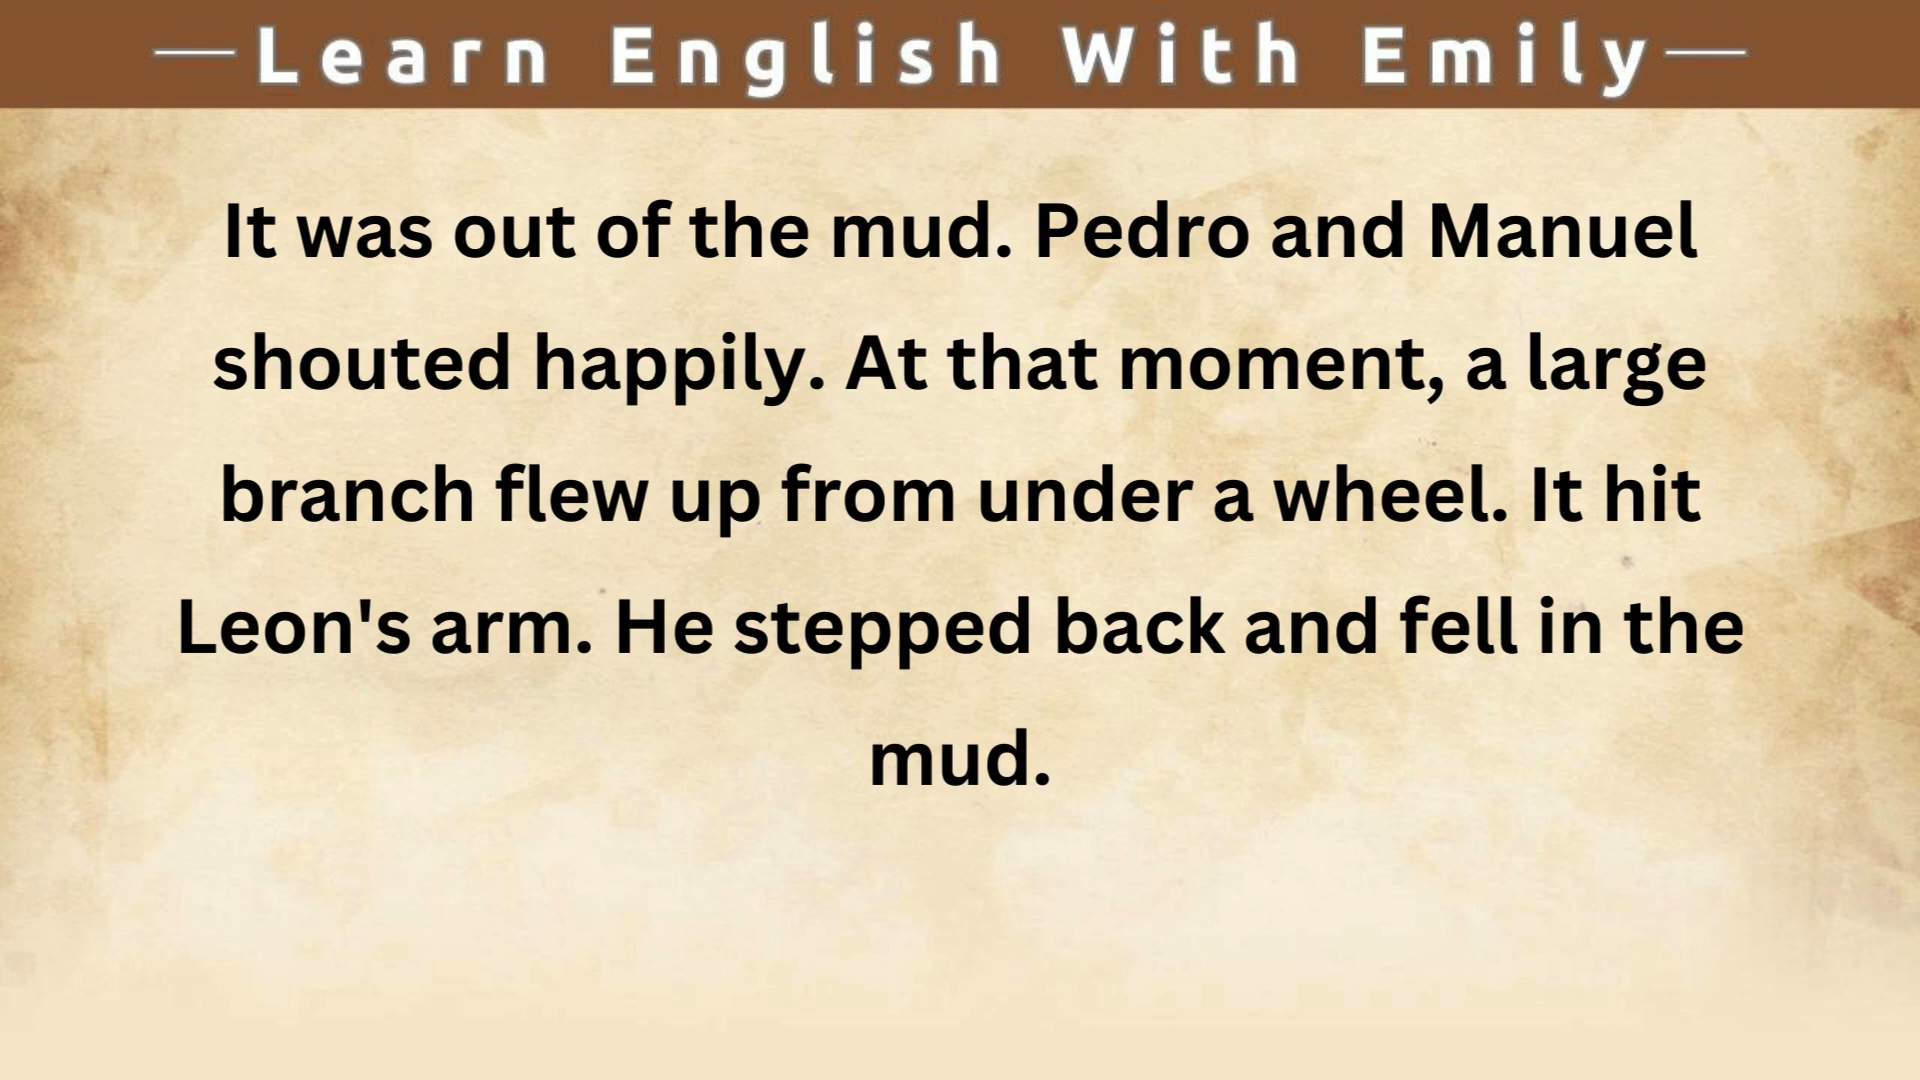 Learn English With Emily
It was out of the mud. Pedro and Manuel
shouted happily. At that moment, a large
branch flew up from under a wheel. It hit
Leon's arm. He stepped back and fell in the
mud.